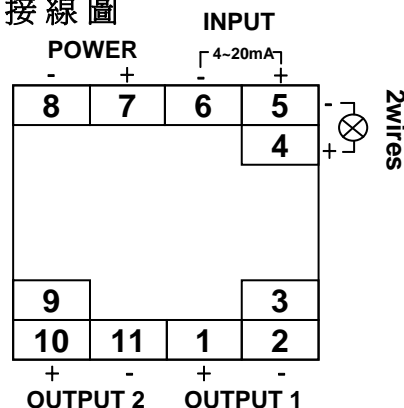 接線圖
INPUT
POWER
4~20mA
- + - +
8 7 6 5
-
4
+
2wires
9 3
10 11 1 2
+ - + -
OUTPUT 2 OUTPUT 1